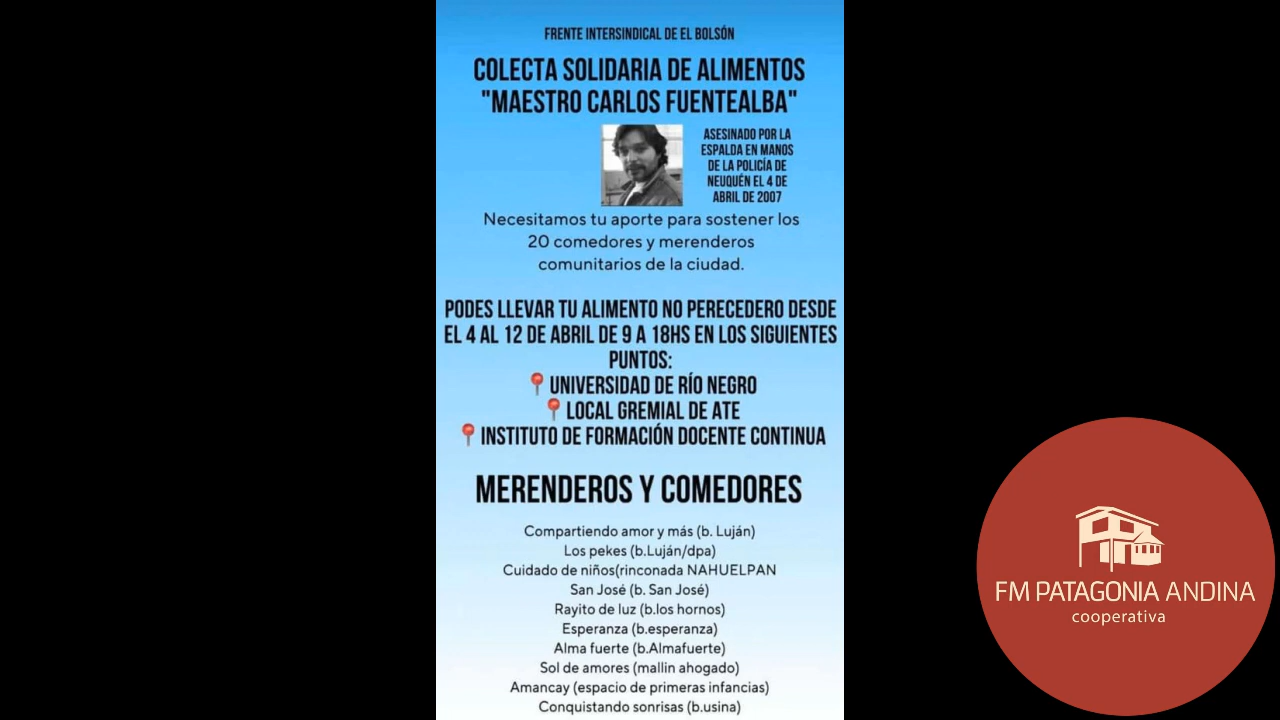 FRENTE INTERSINDICAL DE EL BOLSÓN
COLECTA SOLIDARIA DE ALIMENTOS
"MAESTRO CARLOS FUENTEALBA"
ASESINADO POR LA
ESPALDA EN MANOS
DE LA POLICÍA DE
NEUQUÉN EL 4 DE
ABRIL DE 2007
Necesitamos tu aporte para sostener los
20 comedores y merenderos
comunitarios de la ciudad.
PODES LLEVAR TU ALIMENTO NO PERECEDERO DESDE
EL 4 AL 12 DE ABRIL DE 9 A 18HS EN LOS SIGUIENTES
PUNTOS:
📍UNIVERSIDAD DE RÍO NEGRO
📍LOCAL GREMIAL DE ATE
📍INSTITUTO DE FORMACIÓN DOCENTE CONTINUA
MERENDEROS Y COMEDORES
Compartiendo amor y más (b. Luján)
Los pekes (b.Luján/dpa)
Cuidado de niños(rinconada NAHUELPAN
San José (b. San José)
Rayito de luz (b.los hornos)
Esperanza (b.esperanza)
Alma fuerte (b.Almafuerte)
Sol de amores (mallin ahogado)
Amancay (espacio de primeras infancias)
Conquistando sonrisas (b.usina)
FM PATAGONIA ANDINA
cooperativa